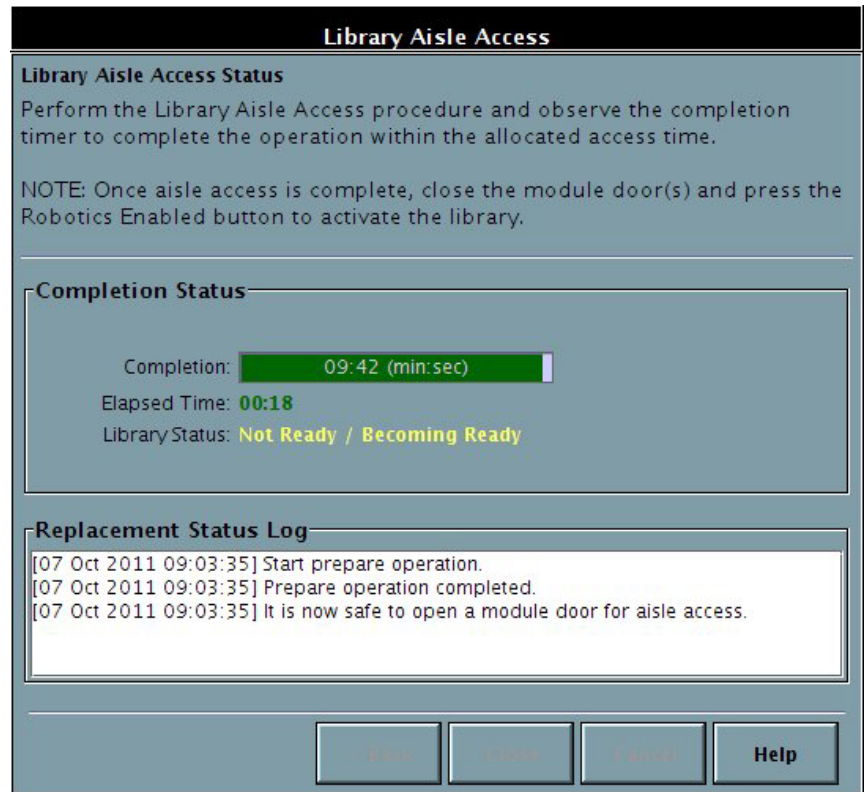 Library Aisle Access
Library Aisle Access Status
Perform the Library Aisle Access procedure and observe the completion
timer to complete the operation within the allocated access time.
NOTE: Once aisle access is complete, close the module door(s) and press the
Robotics Enabled button to activate the library.
Completion Status
Completion: 09:42 (min:sec)
Elapsed Time: 00:18
Library Status: Not Ready / Becoming Ready
Replacement Status Log
[07 Oct 2011 09:03:35] Start prepare operation.
[07 Oct 2011 09:03:35] Prepare operation completed.
[07 Oct 2011 09:03:35] It is now safe to open a module door for aisle access.
Help